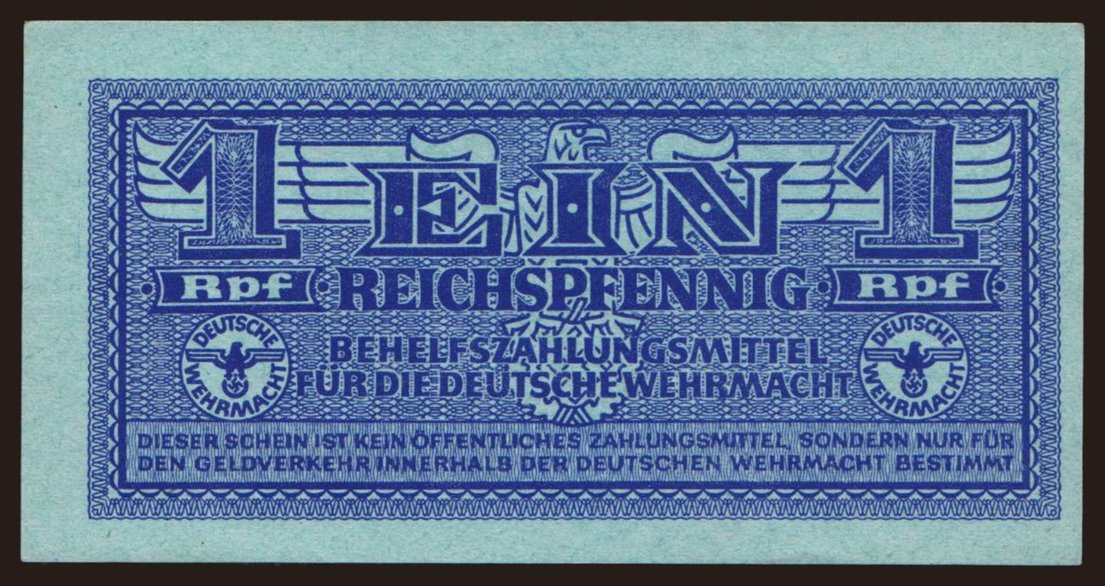 1 EIN 1
Rpf REICHSPFENNIG Rpf
DEUTSCHE WEHRMACHT
BEHELFSZAHLUNGSMITTEL
FÜR DIE DEUTSCHE WEHRMACHT
DEUTSCHE WEHRMACHT
DIESER SCHEIN IST KEIN ÖFFENTLICHES ZAHLUNGSMITTEL, SONDERN NUR FÜR
DEN GELDVERKEHR INNERHALB DER DEUTSCHEN WEHRMACHT BESTIMMT